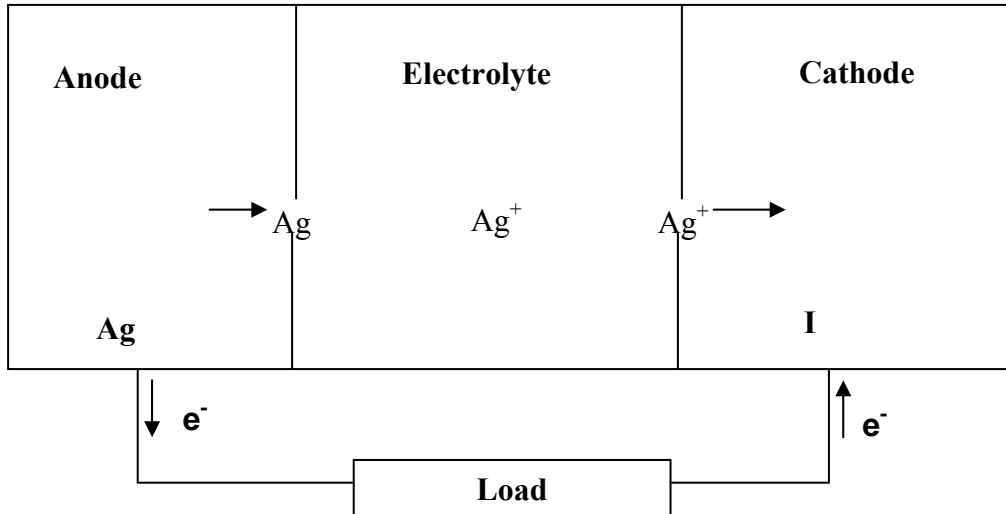 Anode Electrolyte Cathode
Ag Ag⁺ Ag⁺
Ag I
e⁻ e⁻
Load